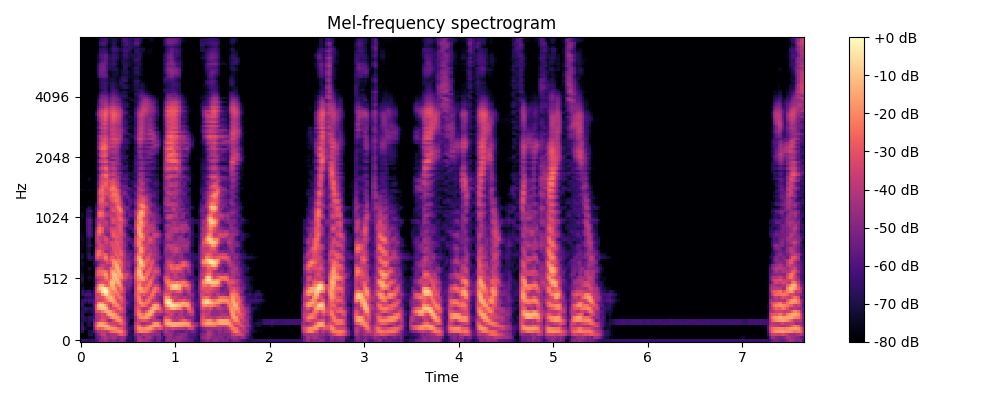 Mel-frequency spectrogram
+0 dB
-10 dB
-20 dB
-30 dB
-40 dB
-50 dB
-60 dB
-70 dB
-80 dB
Hz
4096
2048
1024
512
0
0 1 2 3 4 5 6 7
Time